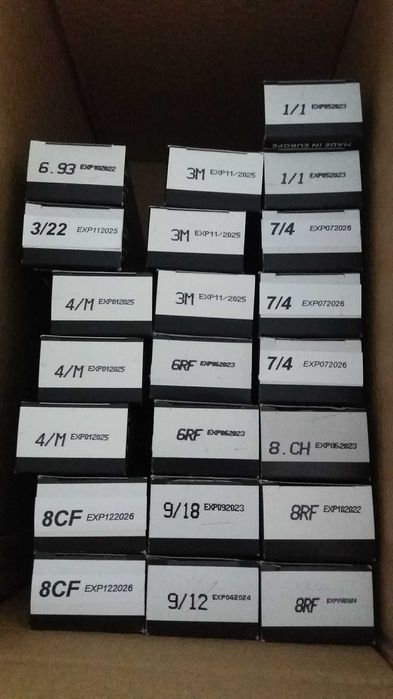 1/1 EXP052023
MADE IN EUROPE
6.93 EXP102022
3M EXP11/2025
1/1 EXP052023
3/22 EXP112025
3M EXP11/2025
7/4 EXP072026
4/M EXP012025
3M EXP11/2025
7/4 EXP072026
4/M EXP012025
6RF EXP062023
7/4 EXP072026
4/M EXP012025
6RF EXP062023
8.CH EXP062023
8CF EXP122026
9/18 EXP092023
8RF EXP102022
8CF EXP122026
9/12 EXP042024
8RF